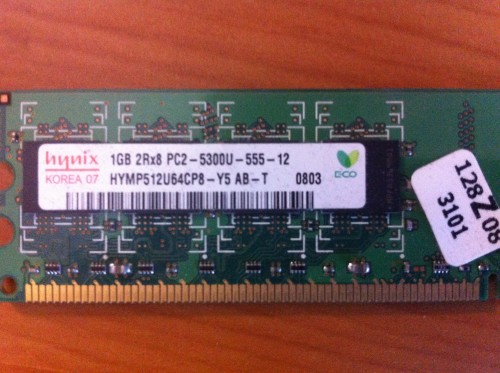 hynix
KOREA 07
1GB 2Rx8 PC2-5300U-555-12
HYMP512U64CP8-Y5 AB-T 0803
ECO
128Z08
3101